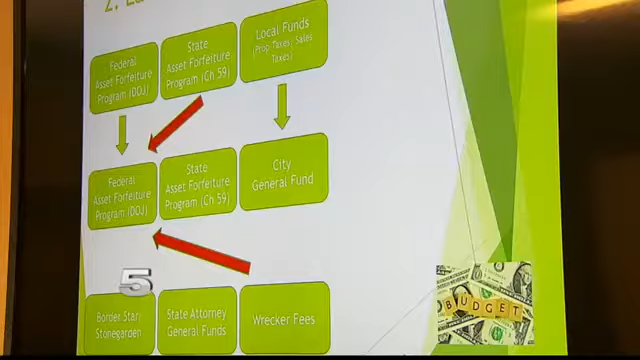 2.
Federal
Asset Forfeiture
Program (DOJ)
State
Asset Forfeiture
Program (Ch 59)
Local Funds
(Prop Taxes, Sales
Taxes)
Federal
Asset Forfeiture
Program (DOJ)
State
Asset Forfeiture
Program (Ch 59)
City
General Fund
5
Border Star/
Stonegarden
State Attorney
General Funds
Wrecker Fees
BUDGET